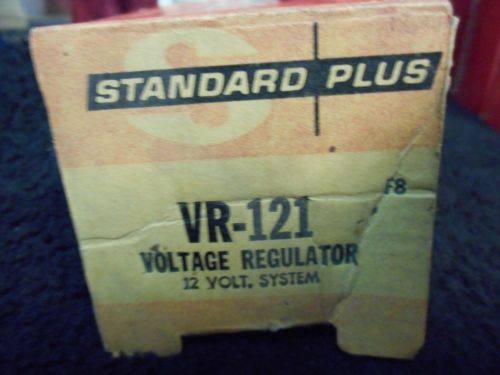 S
STANDARD PLUS
F8
VR-121
VOLTAGE REGULATOR
12 VOLT. SYSTEM